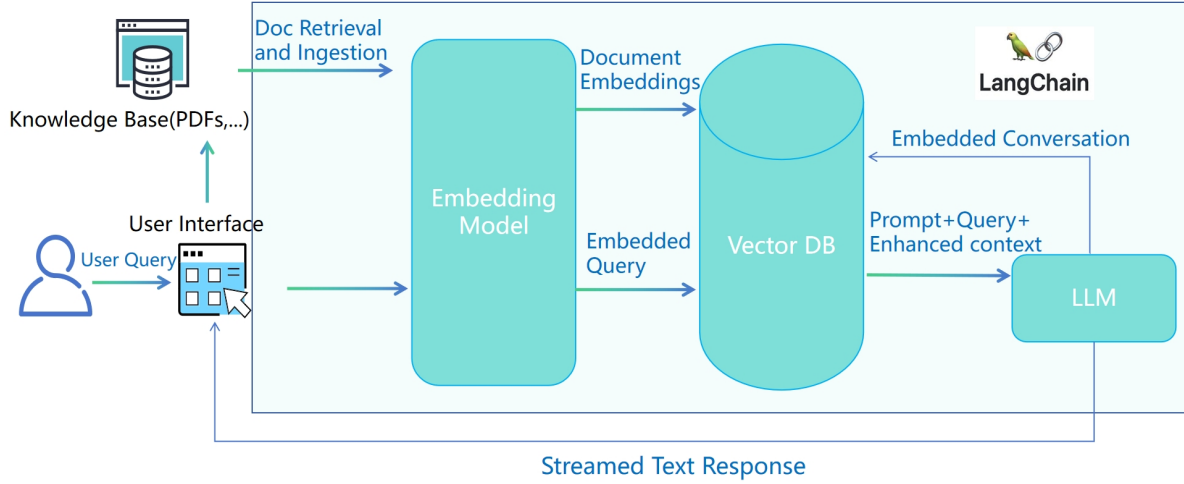 Doc Retrieval
and Ingestion
Knowledge Base(PDFs,...)
User Interface
User Query
Embedding
Model
Document
Embeddings
Embedded
Query
Vector DB
LangChain
Embedded Conversation
Prompt+Query+
Enhanced context
LLM
Streamed Text Response